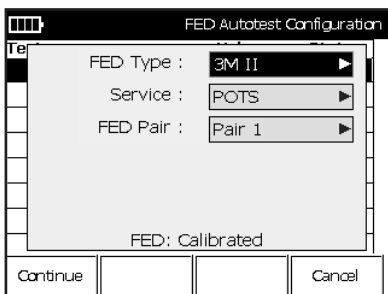 FED Autotest Configuration
FED Type : 3M II
Service : POTS
FED Pair : Pair 1
FED: Calibrated
Continue
Cancel